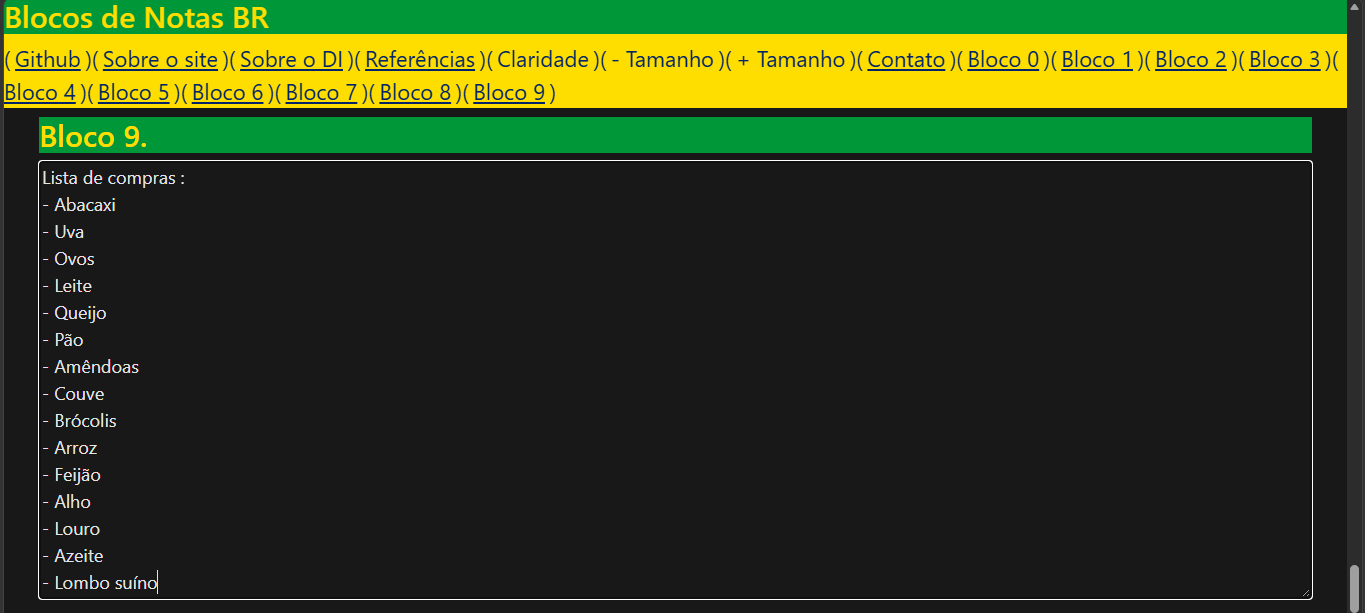 Blocos de Notas BR
( Github )( Sobre o site )( Sobre o DI )( Referências )( Claridade )( - Tamanho )( + Tamanho )( Contato )( Bloco 0 )( Bloco 1 )( Bloco 2 )( Bloco 3 )(
Bloco 4 )( Bloco 5 )( Bloco 6 )( Bloco 7 )( Bloco 8 )( Bloco 9 )
Bloco 9.
Lista de compras :
- Abacaxi
- Uva
- Ovos
- Leite
- Queijo
- Pão
- Amêndoas
- Couve
- Brócolis
- Arroz
- Feijão
- Alho
- Louro
- Azeite
- Lombo suíno